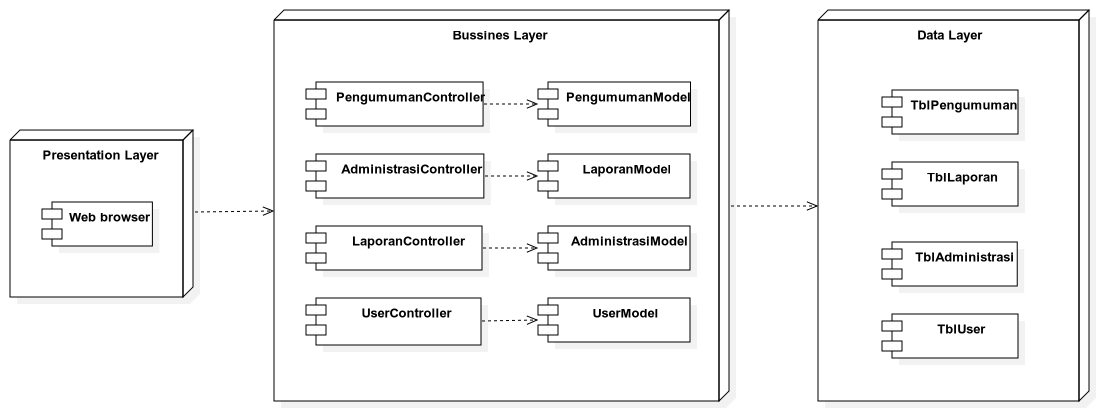 Presentation Layer
Web browser
Bussines Layer
PengumumanController
PengumumanModel
AdministrasiController
LaporanModel
LaporanController
AdministrasiModel
UserController
UserModel
Data Layer
TblPengumuman
TblLaporan
TblAdministrasi
TblUser